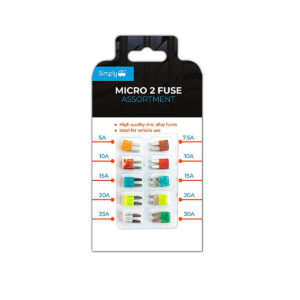 Simply
MICRO 2 FUSE
ASSORTMENT
• High quality zinc alloy fuses
• Ideal for vehicle use
5A 7.5A
10A 10A
15A 15A
20A 20A
25A 30A